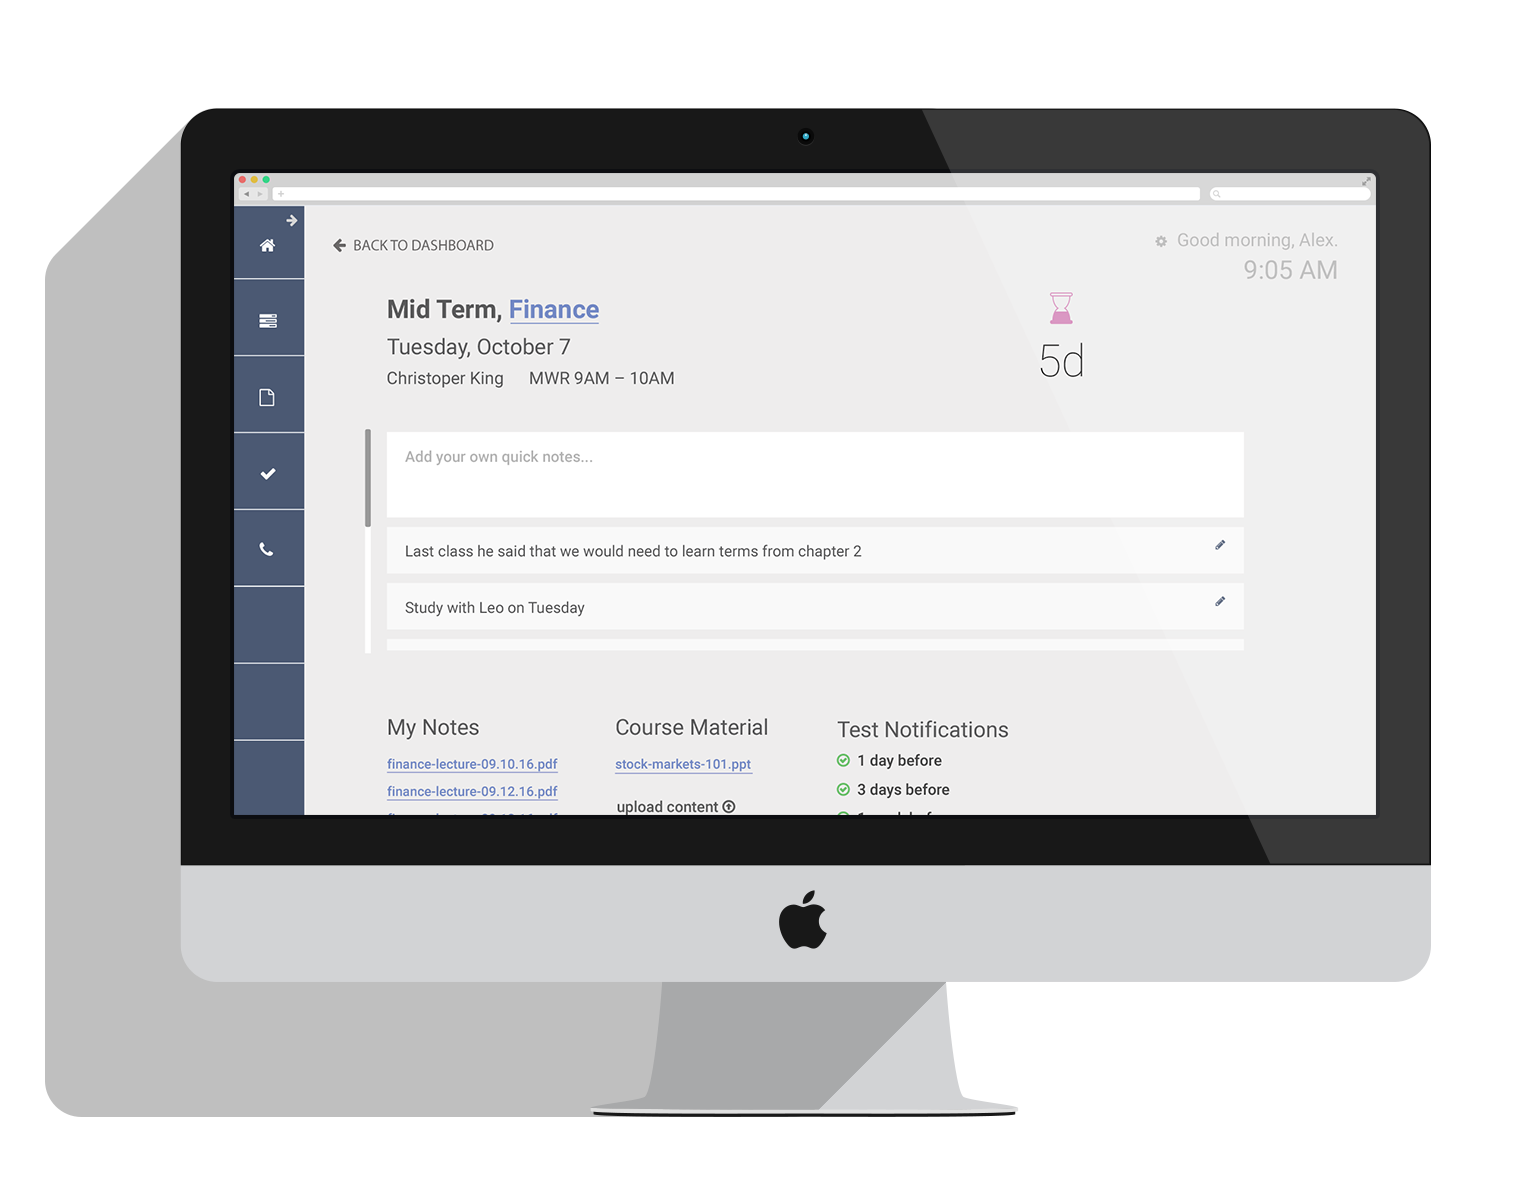 BACK TO DASHBOARD
Good morning, Alex.
9:05 AM
Mid Term, Finance
Tuesday, October 7
Christoper King MWR 9AM – 10AM
5d
Add your own quick notes...
Last class he said that we would need to learn terms from chapter 2
Study with Leo on Tuesday
My Notes
finance-lecture-09.10.16.pdf
finance-lecture-09.12.16.pdf
Course Material
stock-markets-101.ppt
upload content
Test Notifications
1 day before
3 days before